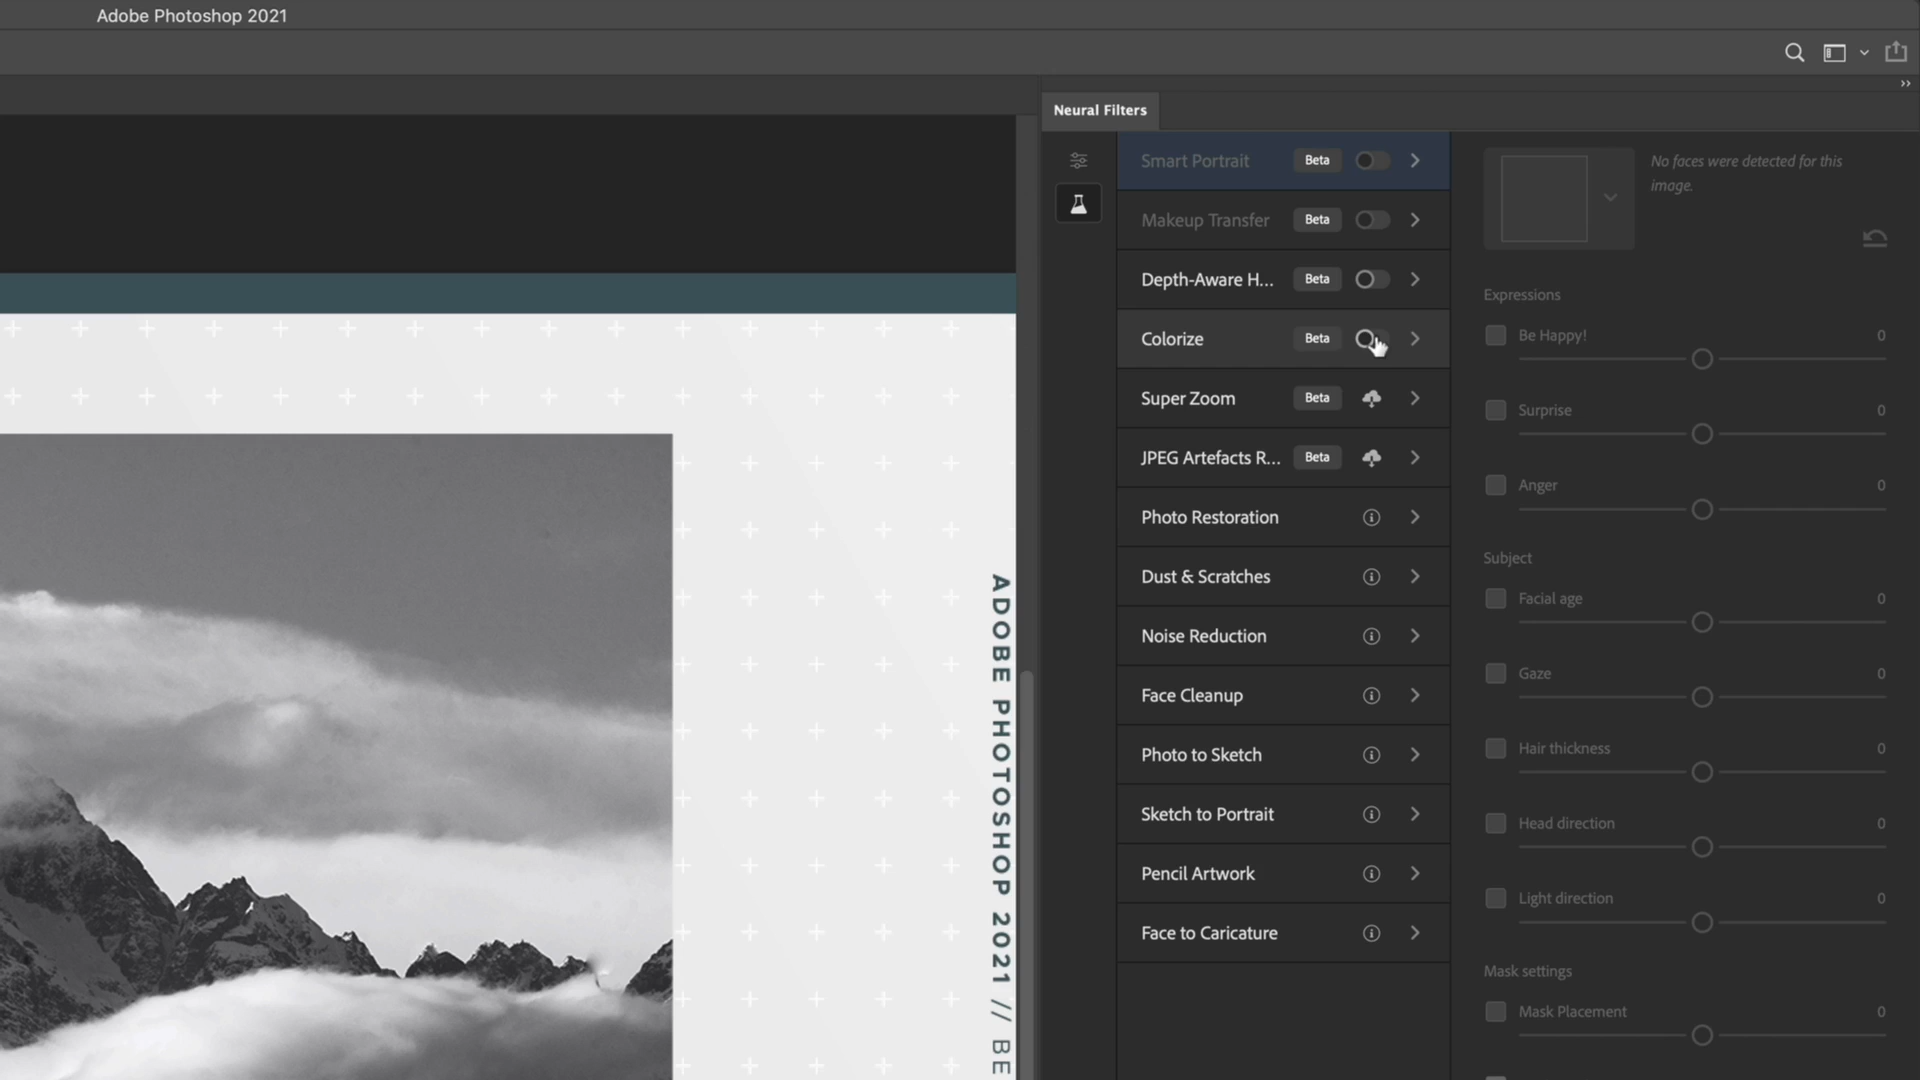 Adobe Photoshop 2021
Neural Filters
Smart Portrait Beta
Makeup Transfer Beta
Depth-Aware H... Beta
Colorize Beta
Super Zoom Beta
JPEG Artefacts R... Beta
Photo Restoration
Dust & Scratches
Noise Reduction
Face Cleanup
Photo to Sketch
Sketch to Portrait
Pencil Artwork
Face to Caricature
No faces were detected for this
image.
Expressions
Be Happy! 0
Surprise 0
Anger 0
Subject
Facial age 0
Gaze 0
Hair thickness 0
Head direction 0
Light direction 0
Mask settings
Mask Placement 0
ADOBE PHOTOSHOP 2021 // BE